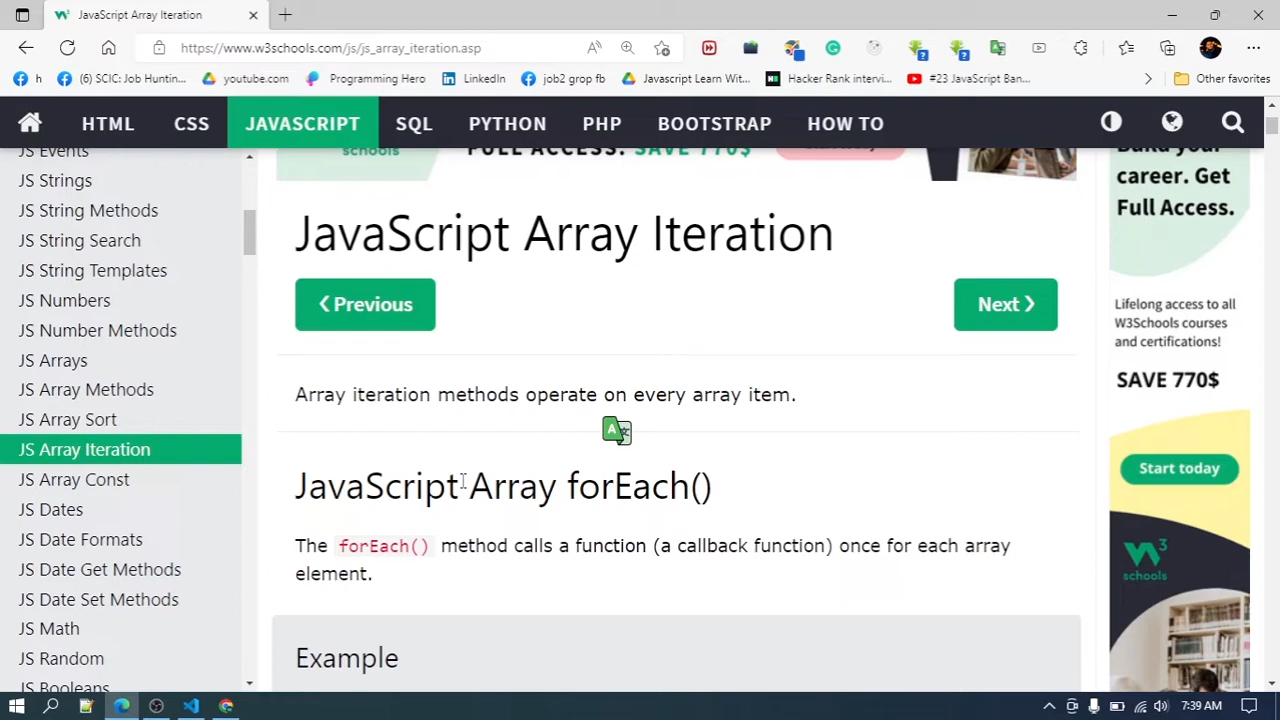 JavaScript Array Iteration
https://www.w3schools.com/js/js_array_iteration.asp
h
(6) SCIC: Job Huntin...
youtube.com
Programming Hero
LinkedIn
job2 grop fb
Javascript Learn Wit...
Hacker Rank intervi...
#23 JavaScript Ban...
Other favorites
HTML
CSS
JAVASCRIPT
SQL
PYTHON
PHP
BOOTSTRAP
HOW TO
JS Events
JS Strings
JS String Methods
JS String Search
JS String Templates
JS Numbers
JS Number Methods
JS Arrays
JS Array Methods
JS Array Sort
JS Array Iteration
JS Array Const
JS Dates
JS Date Formats
JS Date Get Methods
JS Date Set Methods
JS Math
JS Random
JS Booleans
schools
FULL ACCESS. SAVE 770$
JavaScript Array Iteration
❮ Previous
Next ❯
Array iteration methods operate on every array item.
JavaScript Array forEach()
The forEach() method calls a function (a callback function) once for each array
element.
Example
Build your
career. Get
Full Access.
Lifelong access to all
W3Schools courses
and certifications!
SAVE 770$
Start today
W3
schools
7:39 AM